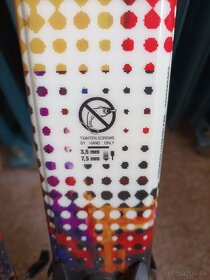 TIGHTEN SCREWS
BY HAND ONLY
3,5 mm
7,5 mm